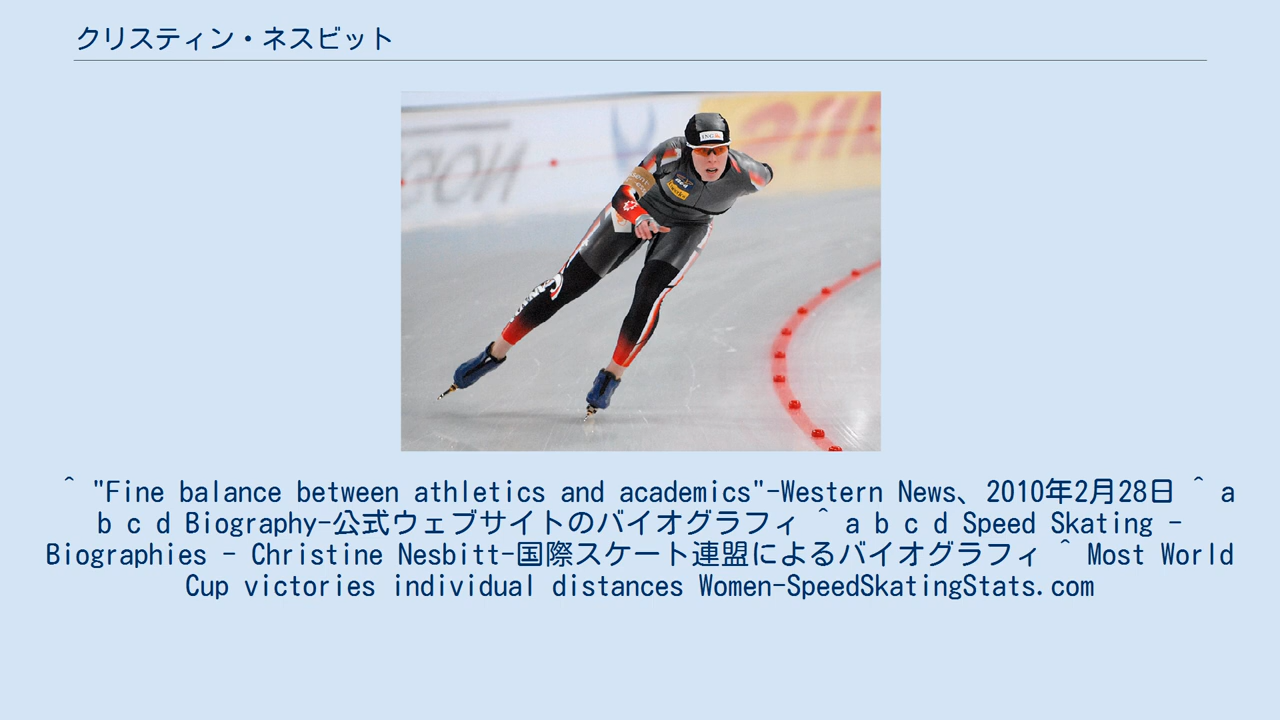 クリスティン・ネスビット
ING
^ "Fine balance between athletics and academics"-Western News、2010年2月28日 ^ a
b c d Biography-公式ウェブサイトのバイオグラフィ ^ a b c d Speed Skating -
Biographies - Christine Nesbitt-国際スケート連盟によるバイオグラフィ ^ Most World
Cup victories individual distances Women-SpeedSkatingStats.com